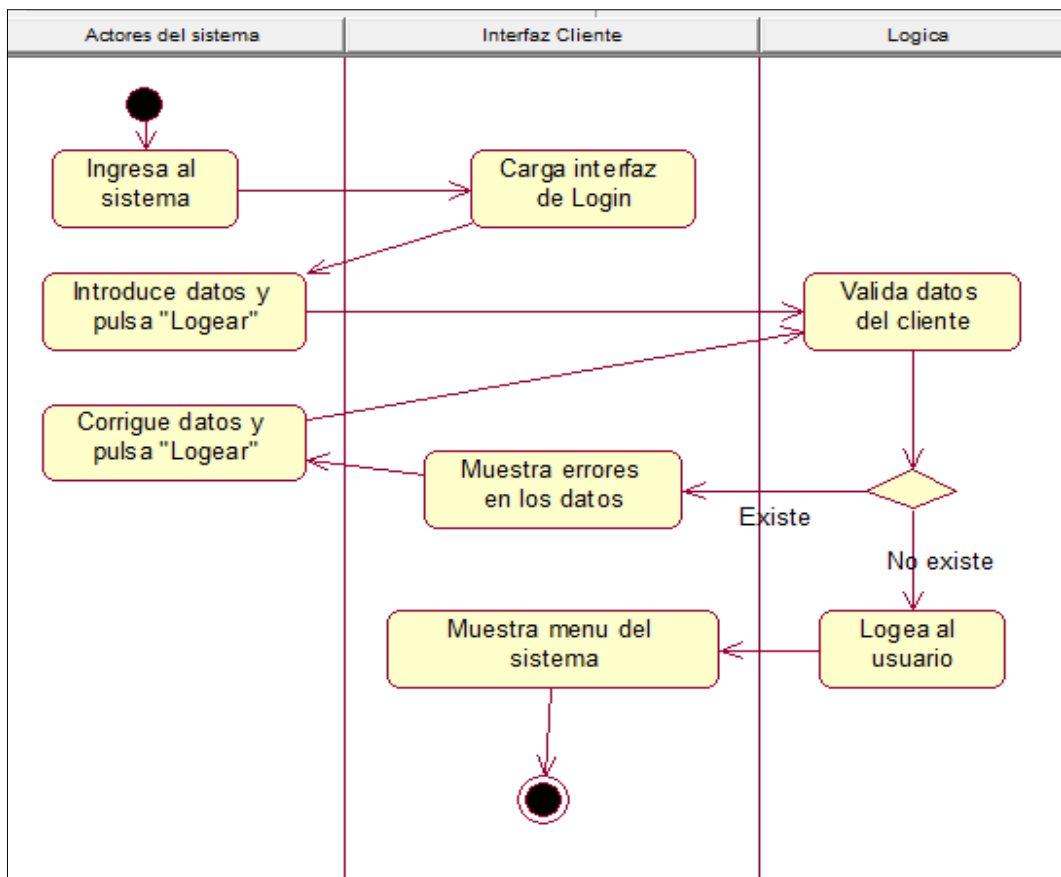 Actores del sistema
Interfaz Cliente
Logica
Ingresa al
sistema
Carga interfaz
de Login
Introduce datos y
pulsa "Logear"
Valida datos
del cliente
Corrigue datos y
pulsa "Logear"
Muestra errores
en los datos
Existe
No existe
Muestra menu del
sistema
Logea al
usuario